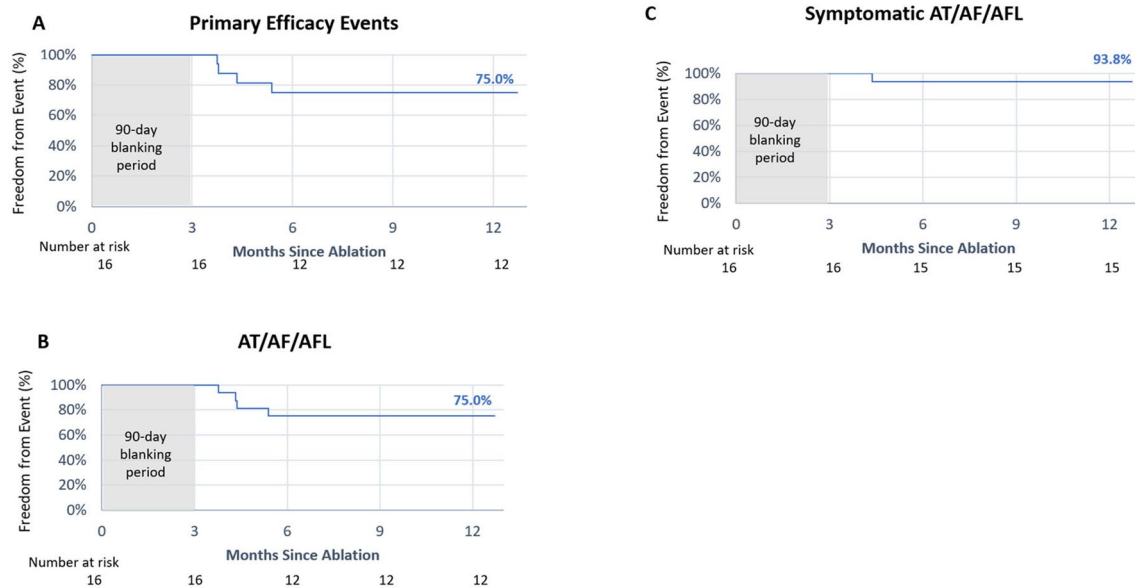 A
Primary Efficacy Events
Freedom from Event (%)
100%
80%
60%
40%
20%
0%
90-day
blanking
period
75.0%
0 3 6 9 12
Months Since Ablation
Number at risk
16 16 12 12 12
B
AT/AF/AFL
Freedom from Event (%)
100%
80%
60%
40%
20%
0%
90-day
blanking
period
75.0%
0 3 6 9 12
Months Since Ablation
Number at risk
16 16 12 12 12
C
Symptomatic AT/AF/AFL
Freedom from Event (%)
93.8%
100%
80%
60%
40%
20%
0%
90-day
blanking
period
0 3 6 9 12
Months Since Ablation
Number at risk
16 16 15 15 15